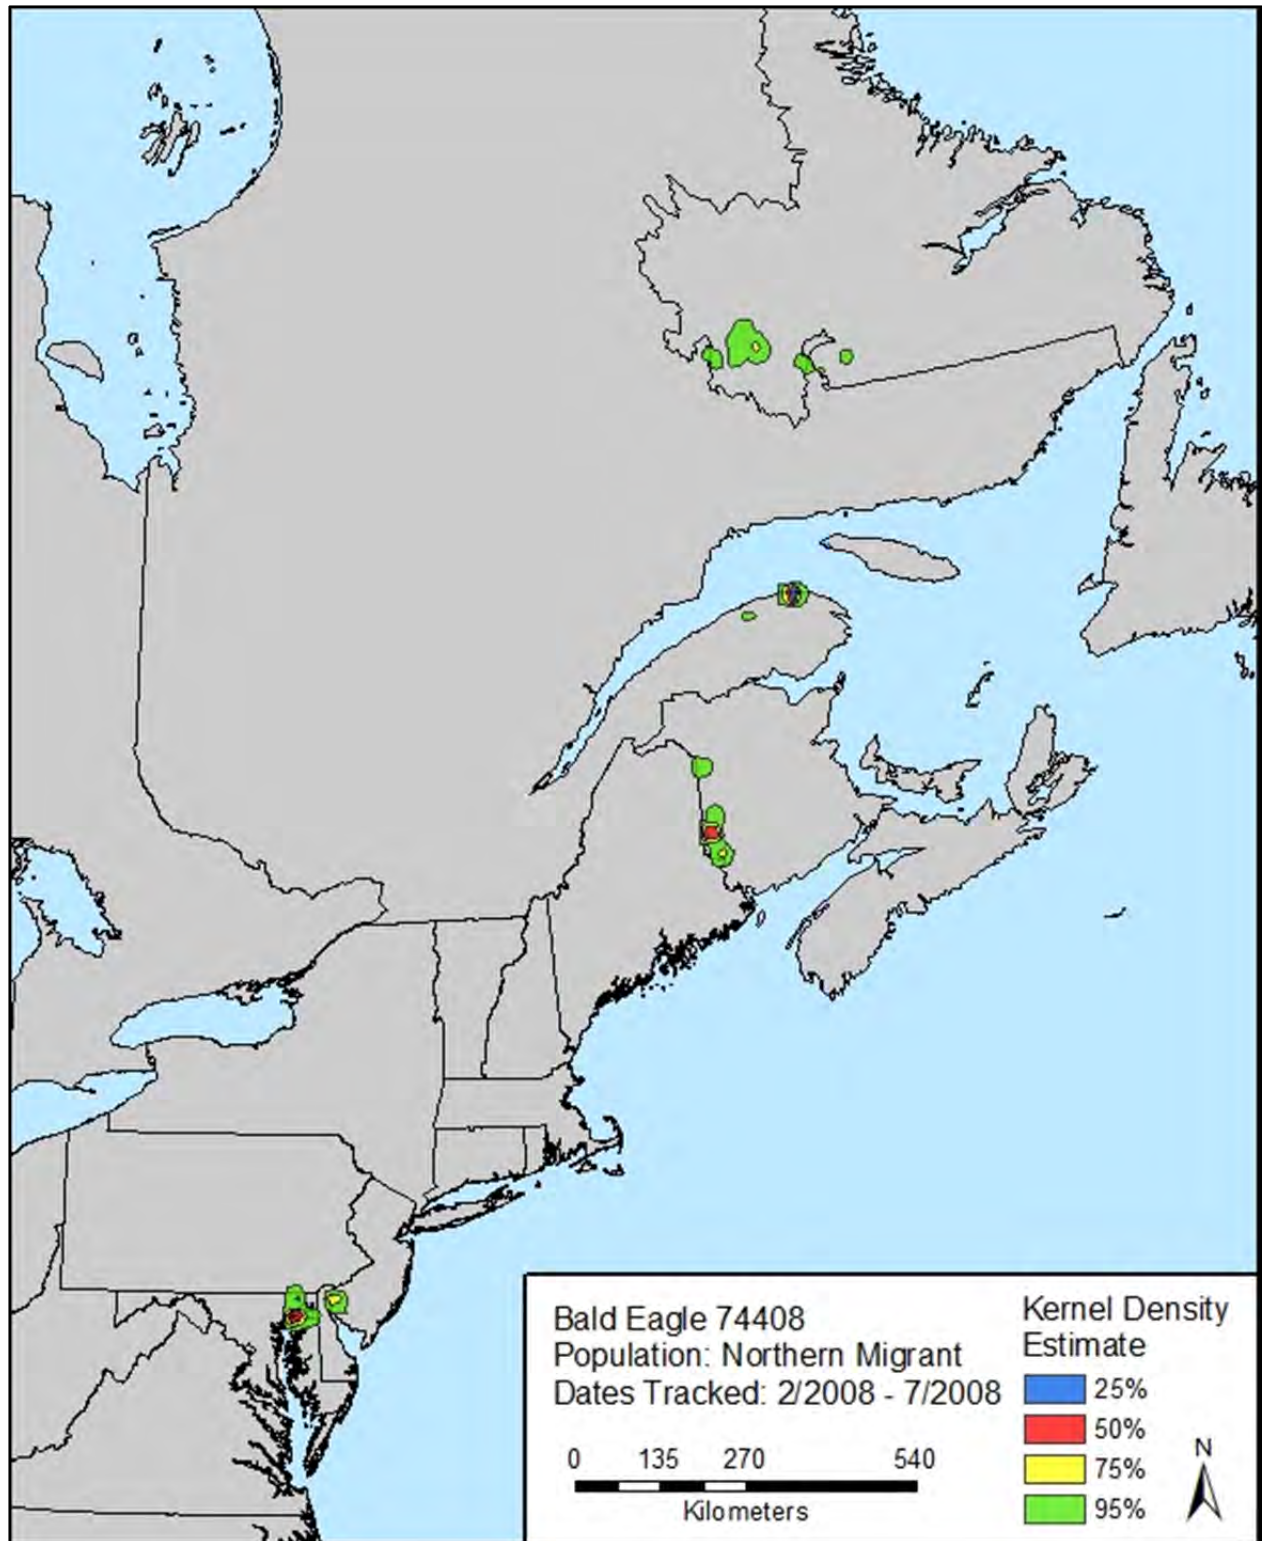 Bald Eagle 74408
Population: Northern Migrant
Dates Tracked: 2/2008 - 7/2008
0 135 270 540
Kilometers
Kernel Density
Estimate
25%
50%
75%
95%
N